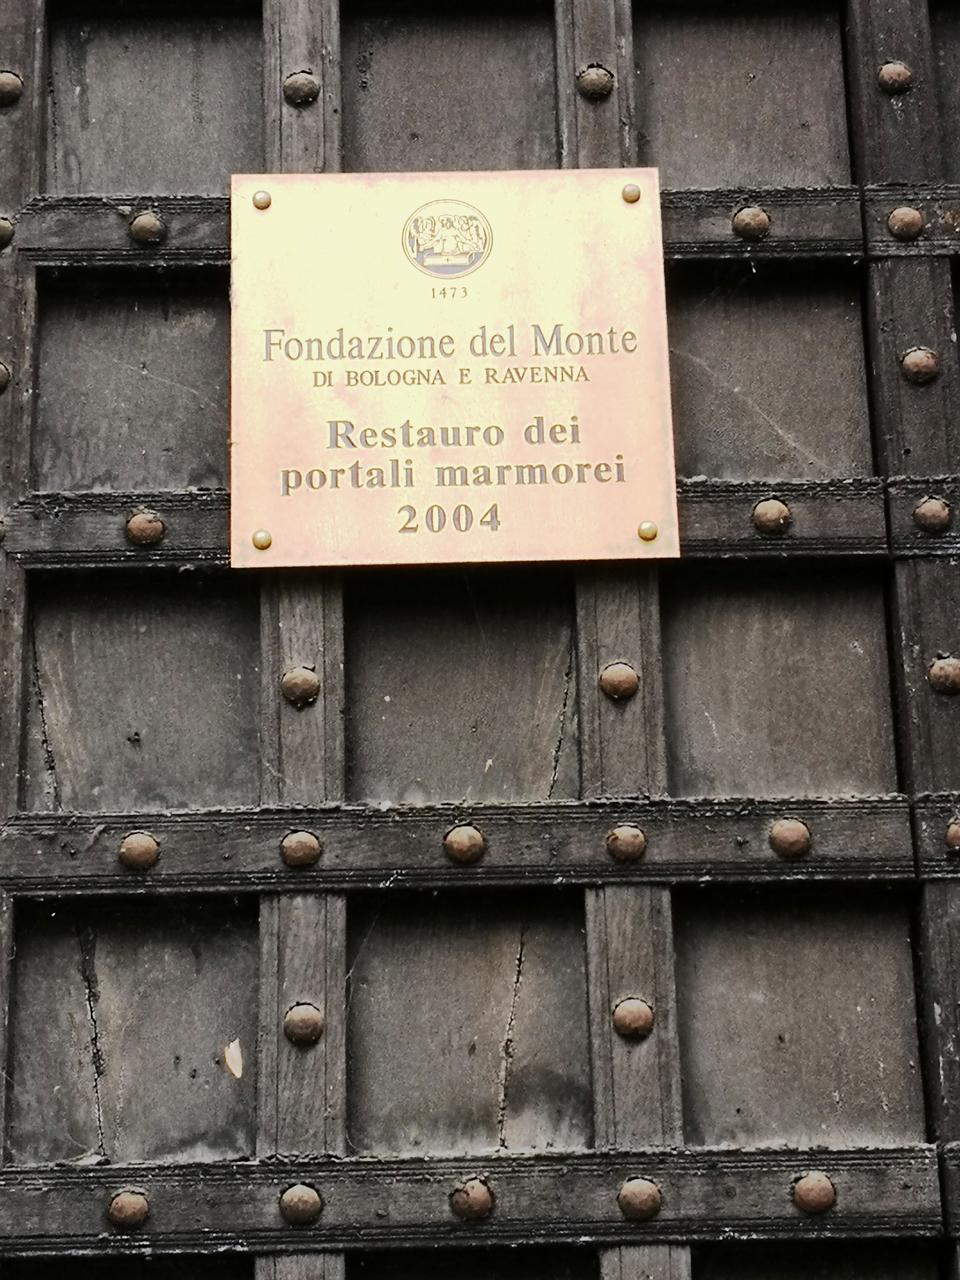 1473
Fondazione del Monte
DI BOLOGNA E RAVENNA
Restauro dei
portali marmorei
2004